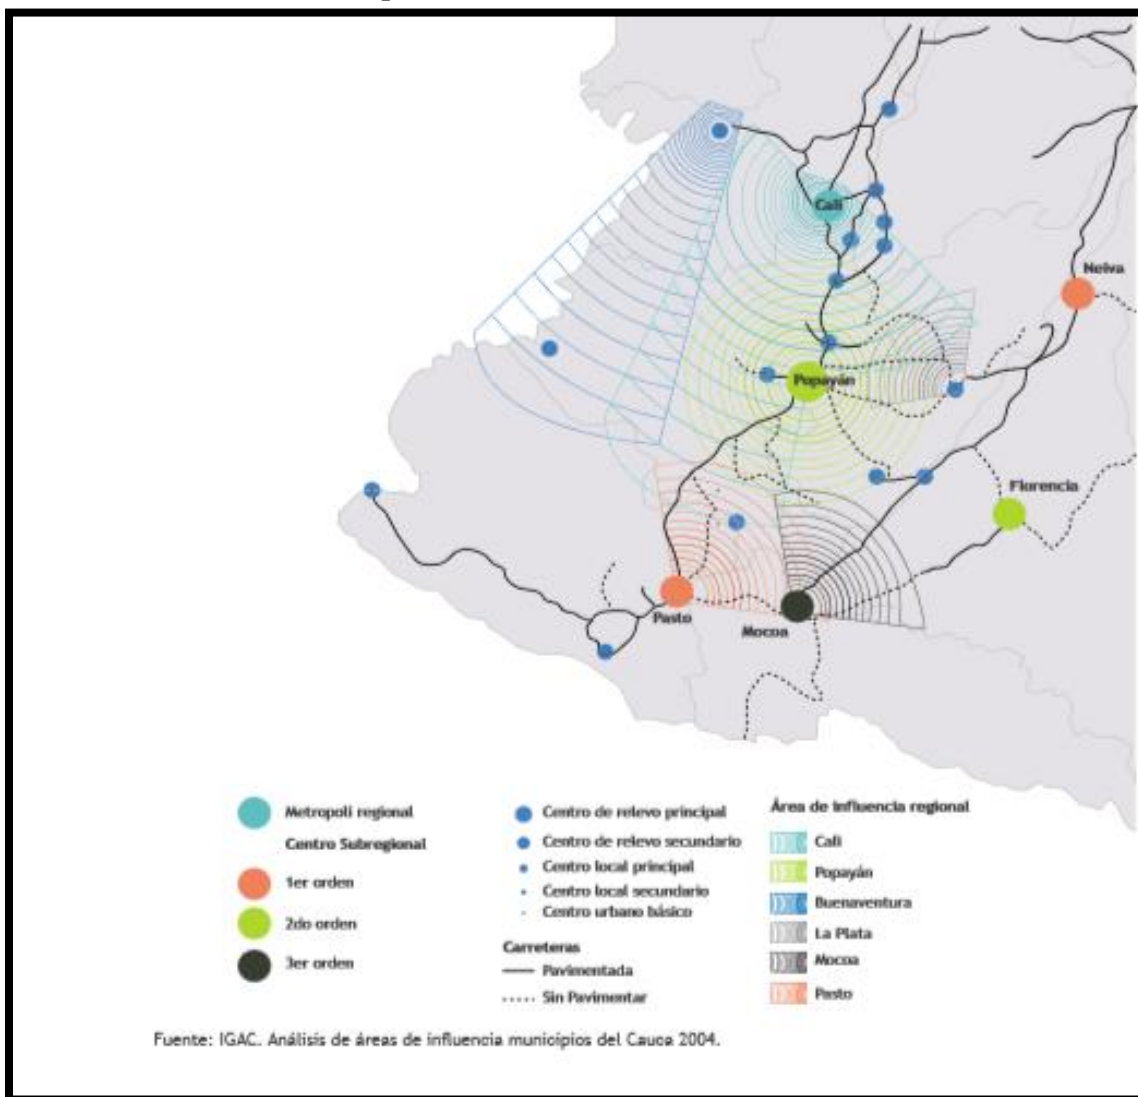 Cali
Neiva
Popayán
Florencia
Pasto
Mocoa
Metropoli regional
Centro Subregional
1er orden
2do orden
3er orden
Centro de relevo principal
Centro de relevo secundario
Centro local principal
Centro local secundario
Centro urbano básico
Carreteras
Pavimentada
Sin Pavimentar
Área de influencia regional
Cali
Popayán
Buenaventura
La Plata
Mocoa
Pasto
Fuente: IGAC. Análisis de áreas de influencia municipios del Cauca 2004.